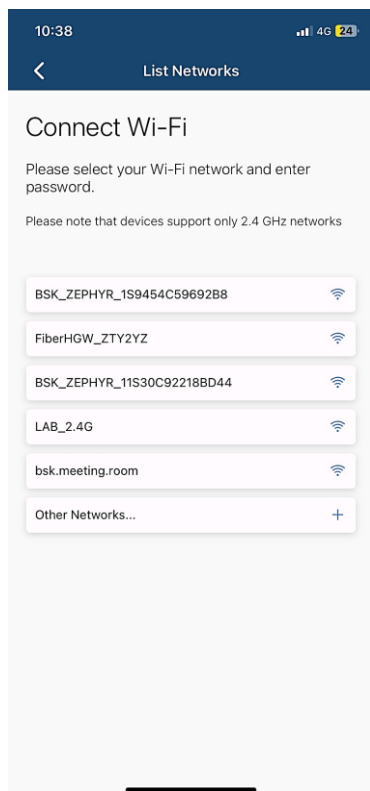 10:38
4G 24
List Networks
Connect Wi-Fi
Please select your Wi-Fi network and enter
password.
Please note that devices support only 2.4 GHz networks
BSK_ZEPHYR_1S9454C59692B8
FiberHGW_ZTY2YZ
BSK_ZEPHYR_11S30C92218BD44
LAB_2.4G
bsk.meeting.room
Other Networks...